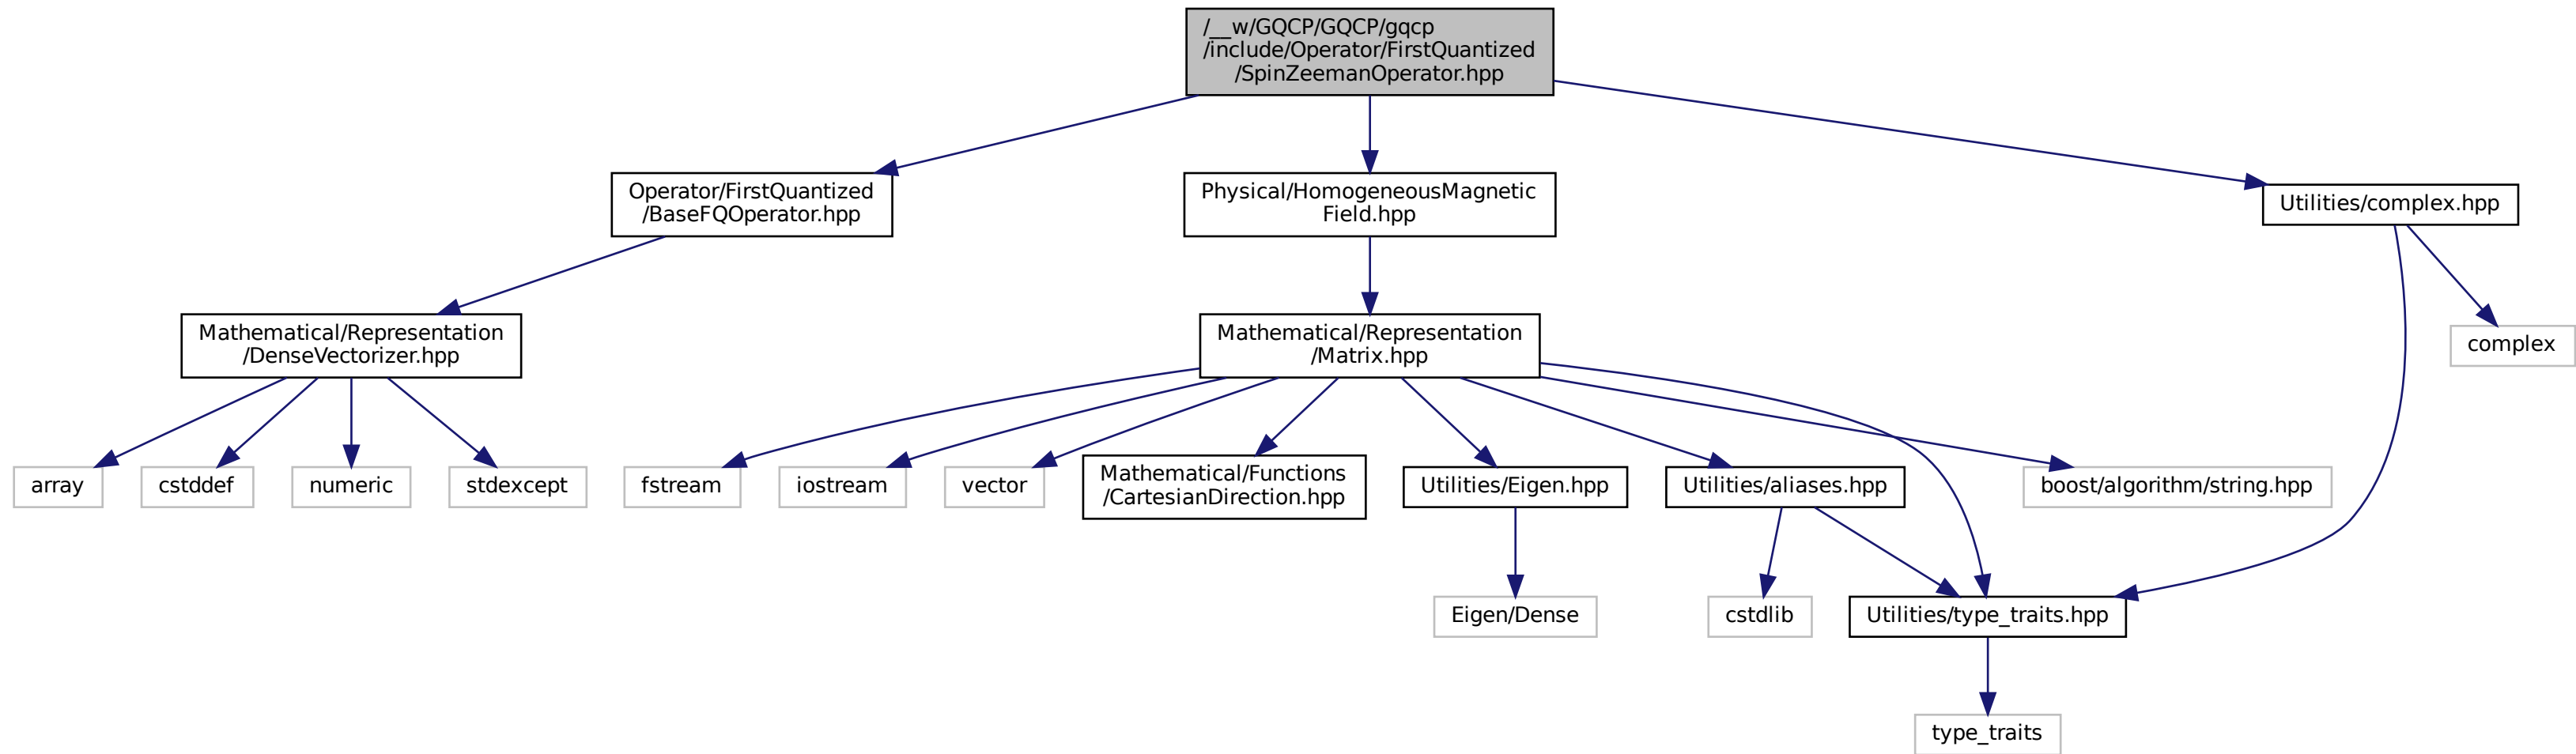 /__w/GQCP/GQCP/gqcp
/include/Operator/FirstQuantized
/SpinZeemanOperator.hpp
Operator/FirstQuantized
/BaseFQOperator.hpp
Physical/HomogeneousMagnetic
Field.hpp
Utilities/complex.hpp
Mathematical/Representation
/DenseVectorizer.hpp
Mathematical/Representation
/Matrix.hpp
complex
array
cstddef
numeric
stdexcept
fstream
iostream
vector
Mathematical/Functions
/CartesianDirection.hpp
Utilities/Eigen.hpp
Utilities/aliases.hpp
boost/algorithm/string.hpp
Eigen/Dense
cstdlib
Utilities/type_traits.hpp
type_traits